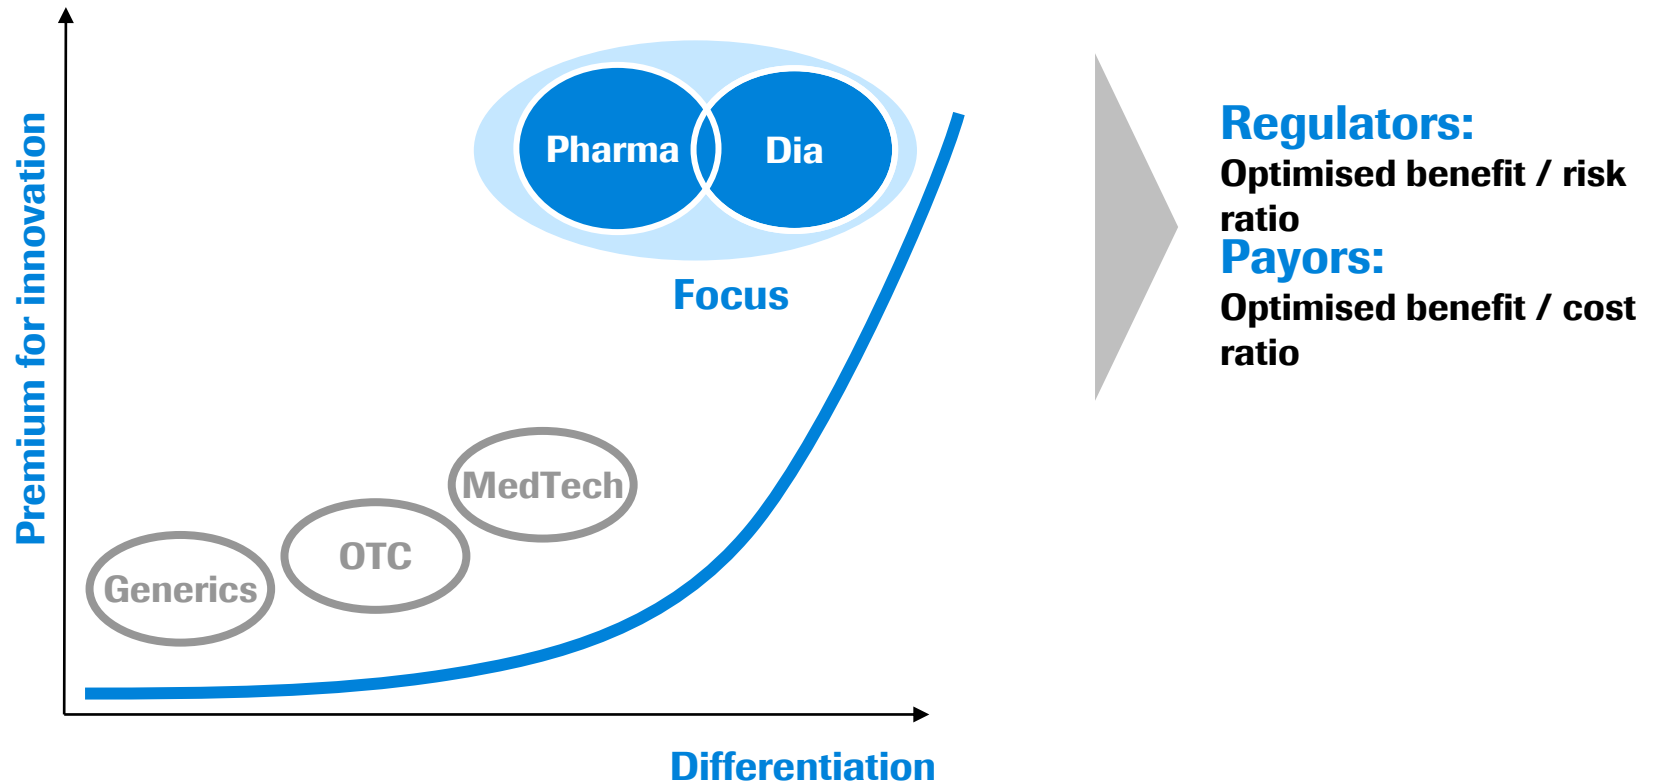 Premium for innovation
Pharma
Dia
Focus
MedTech
OTC
Generics
Differentiation
Regulators:
Optimised benefit / risk
ratio
Payors:
Optimised benefit / cost
ratio